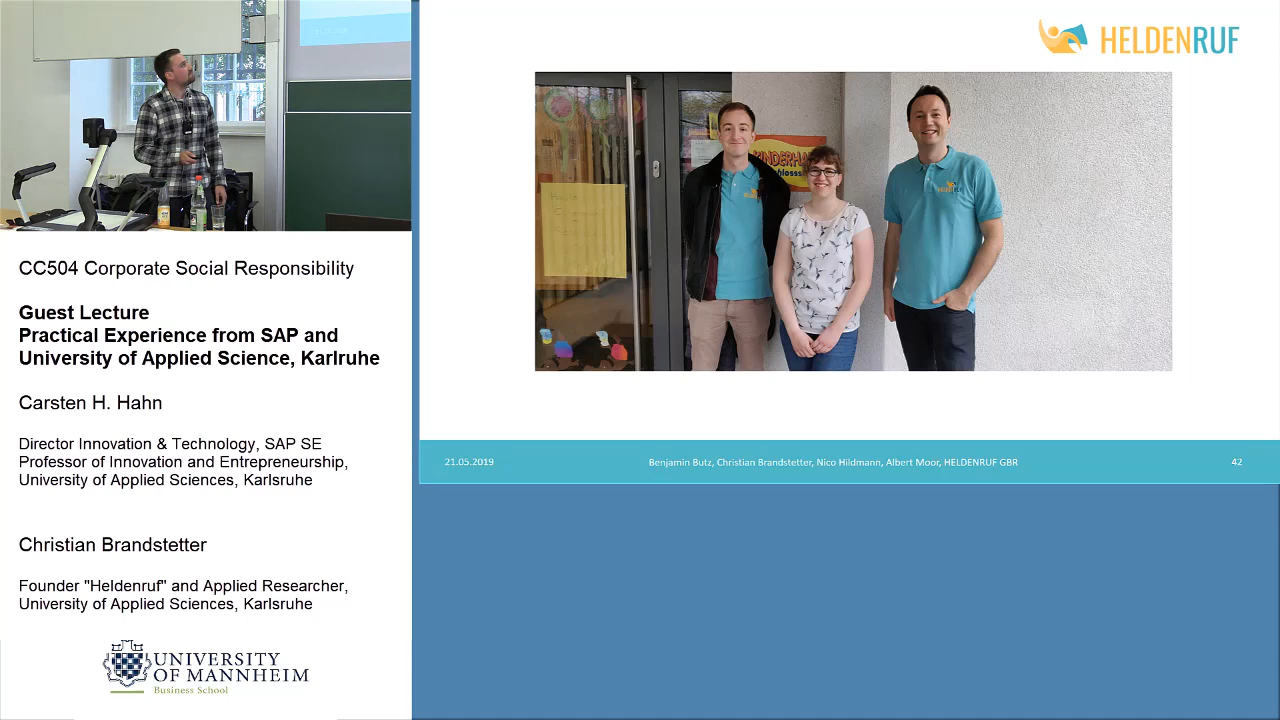 HELDENRUF
KINDERHA
chlosss
CC504 Corporate Social Responsibility
Guest Lecture
Practical Experience from SAP and
University of Applied Science, Karlruhe
Carsten H. Hahn
Director Innovation & Technology, SAP SE
Professor of Innovation and Entrepreneurship,
University of Applied Sciences, Karlsruhe
Christian Brandstetter
Founder "Heldenruf" and Applied Researcher,
University of Applied Sciences, Karlsruhe
UNIVERSITY
OF MANNHEIM
Business School
21.05.2019
Benjamin Butz, Christian Brandstetter, Nico Hildmann, Albert Moor, HELDENRUF GBR
42